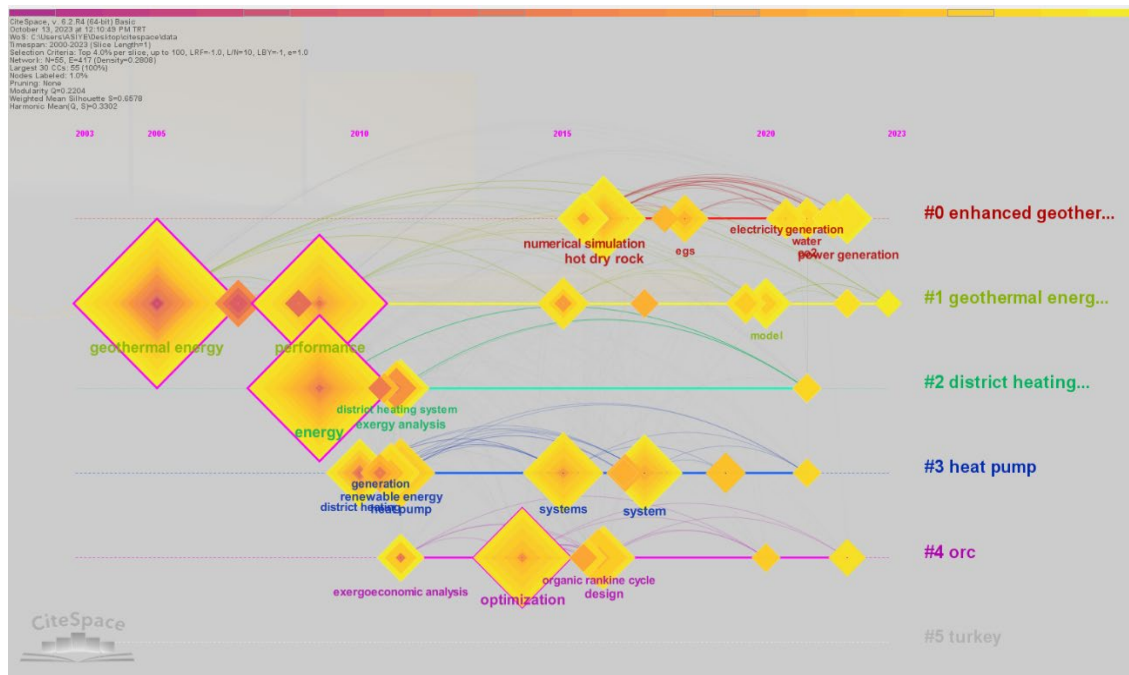 CiteSpace, v. 6.2.R4 (64-bit) Basic
October 13, 2023 at 12:10:49 PM TRT
WoS: C:\Users\ASIYE\Desktop\citespace\data
Timespan: 2000-2023 (Slice Length=1)
Selection Criteria: Top 4.0% per slice, up to 100, LRF=-1.0, L/N=10, LBY=-1, e=1.0
Network: N=55, E=417 (Density=0.2808)
Largest 30 CCs: 55 (100%)
Nodes Labeled: 1.0%
Pruning: None
Modularity Q=0.2204
Weighted Mean Silhouette S=0.6578
Harmonic Mean(Q, S)=0.3302
2003 2005 2010 2015 2020 2023
#0 enhanced geother...
electricity generation
numerical simulation
water
hot dry rock
egs
power generation
#1 geothermal energ...
geothermal energy
performance
model
#2 district heating...
district heating system
exergy analysis
energy
#3 heat pump
generation
renewable energy
district heating
heat pump
systems
system
#4 orc
organic rankine cycle
exergoeconomic analysis
design
optimization
CiteSpace
#5 turkey